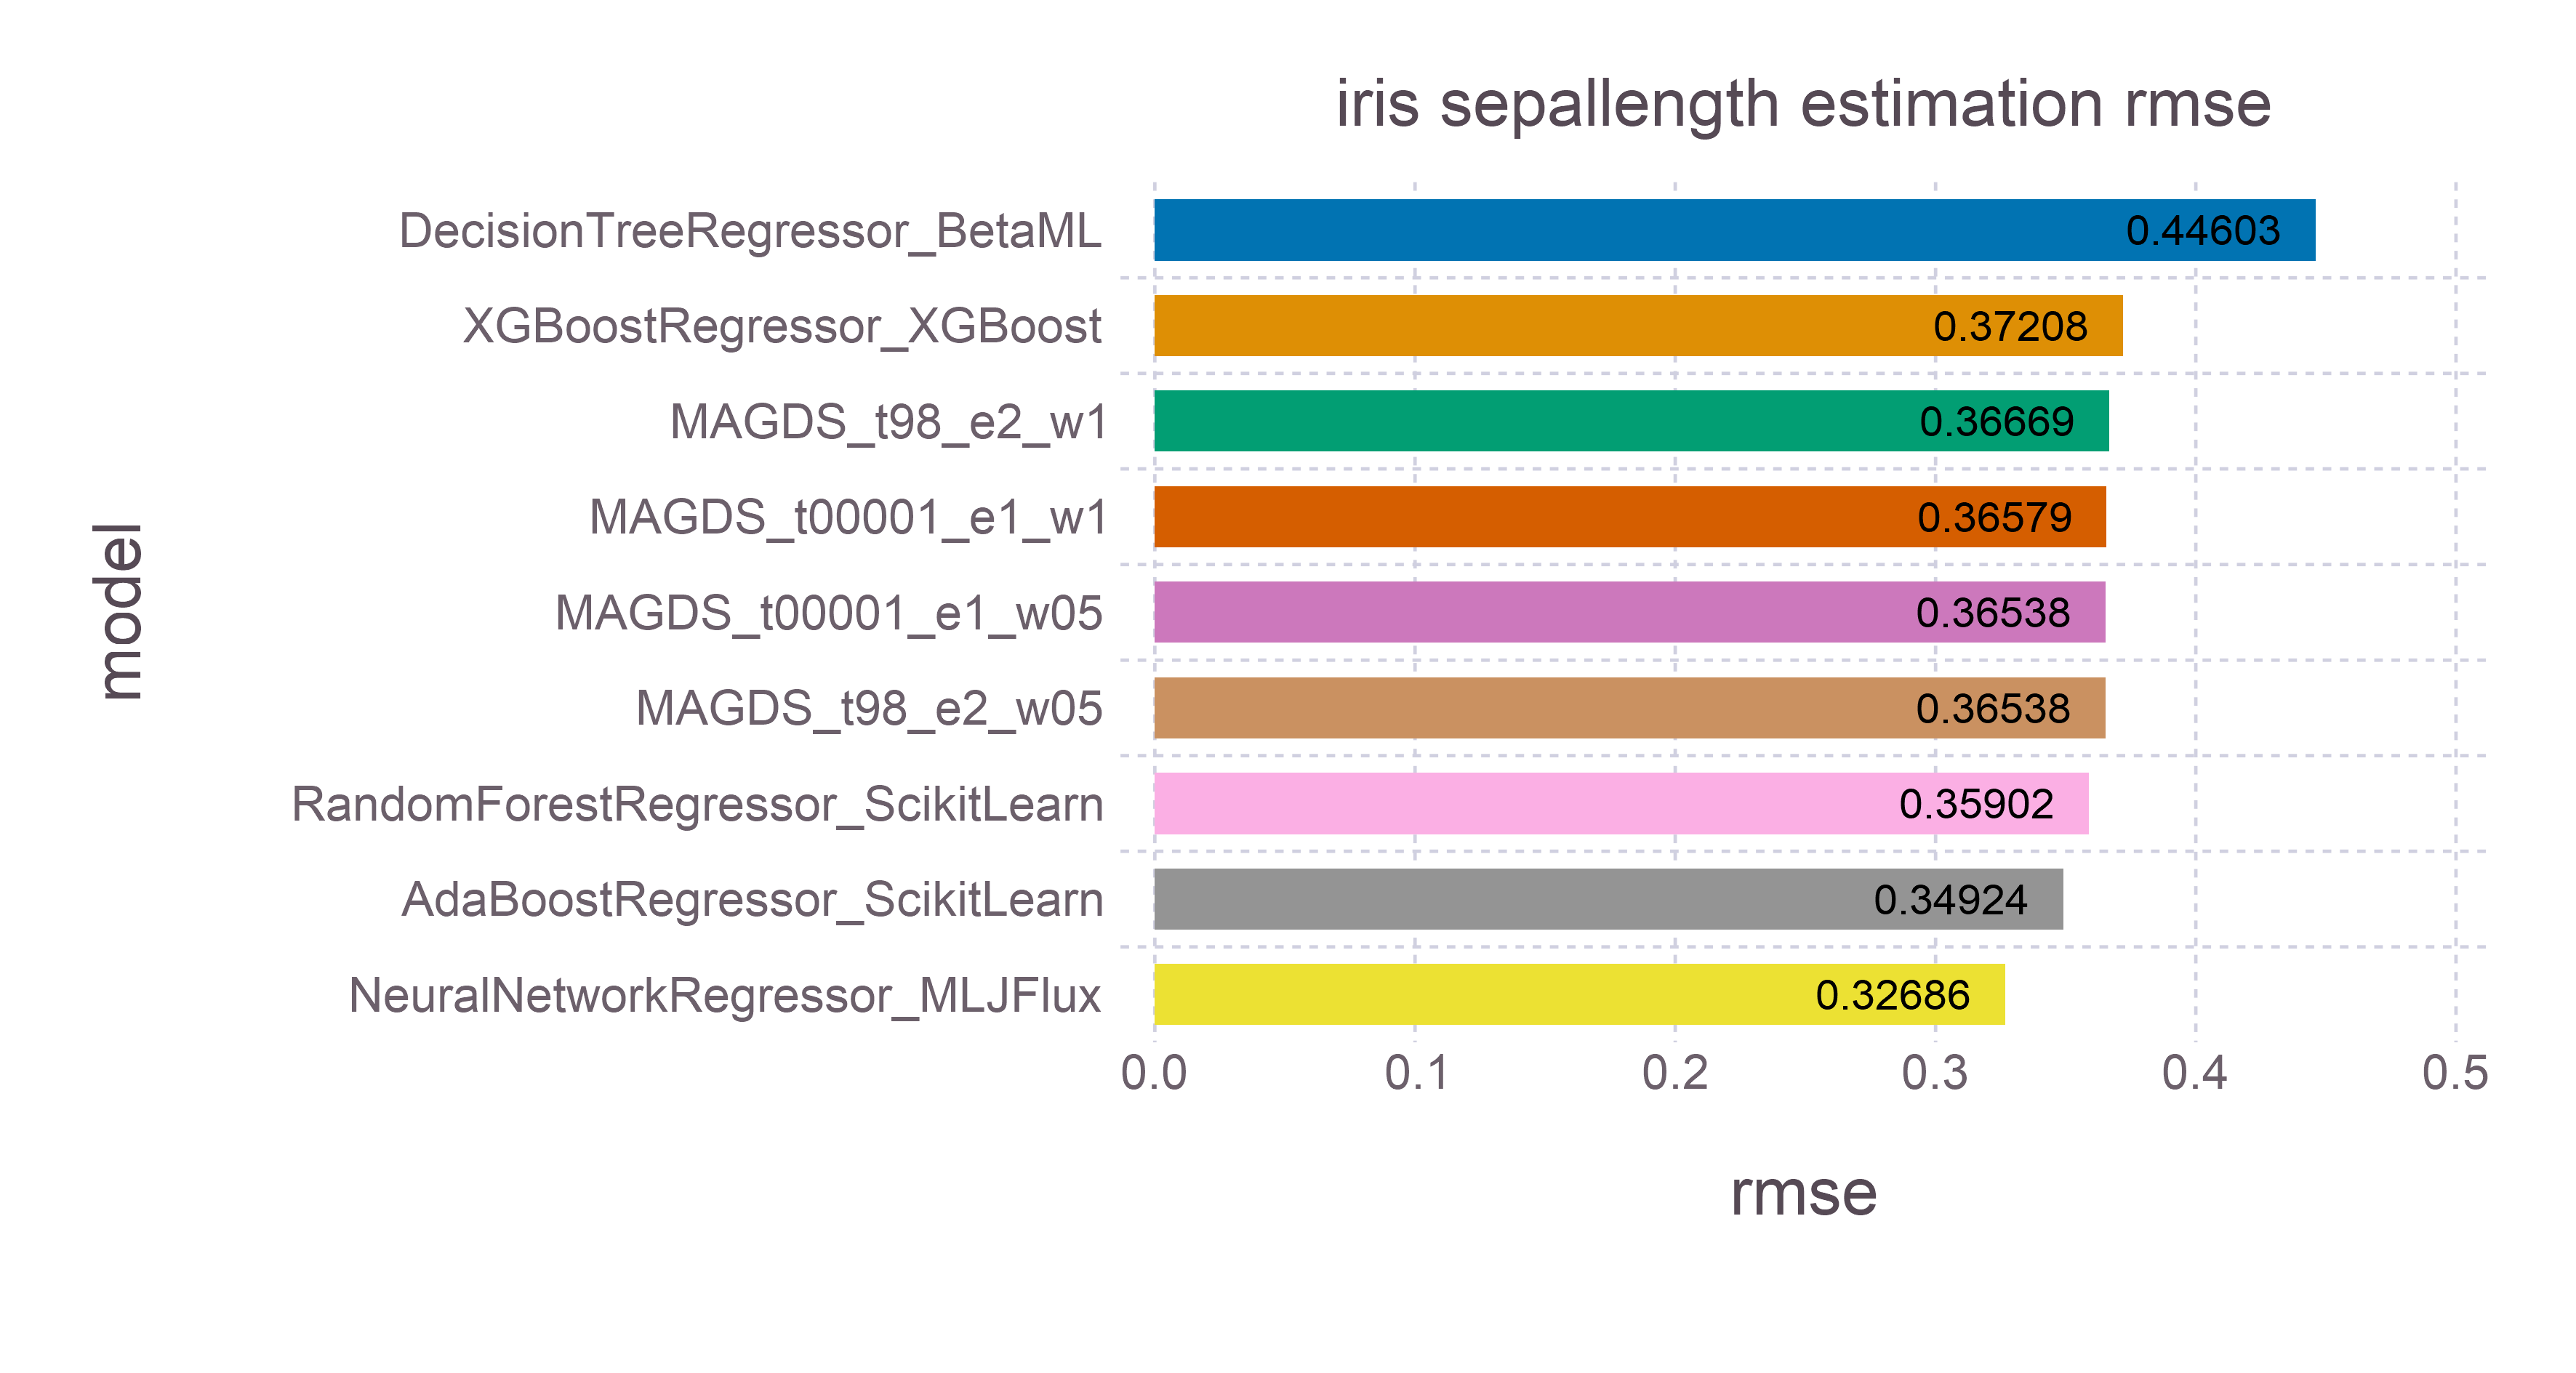 iris sepallength estimation rmse
model
DecisionTreeRegressor_BetaML 0.44603
XGBoostRegressor_XGBoost 0.37208
MAGDS_t98_e2_w1 0.36669
MAGDS_t00001_e1_w1 0.36579
MAGDS_t00001_e1_w05 0.36538
MAGDS_t98_e2_w05 0.36538
RandomForestRegressor_ScikitLearn 0.35902
AdaBoostRegressor_ScikitLearn 0.34924
NeuralNetworkRegressor_MLJFlux 0.32686
0.0 0.1 0.2 0.3 0.4 0.5
rmse